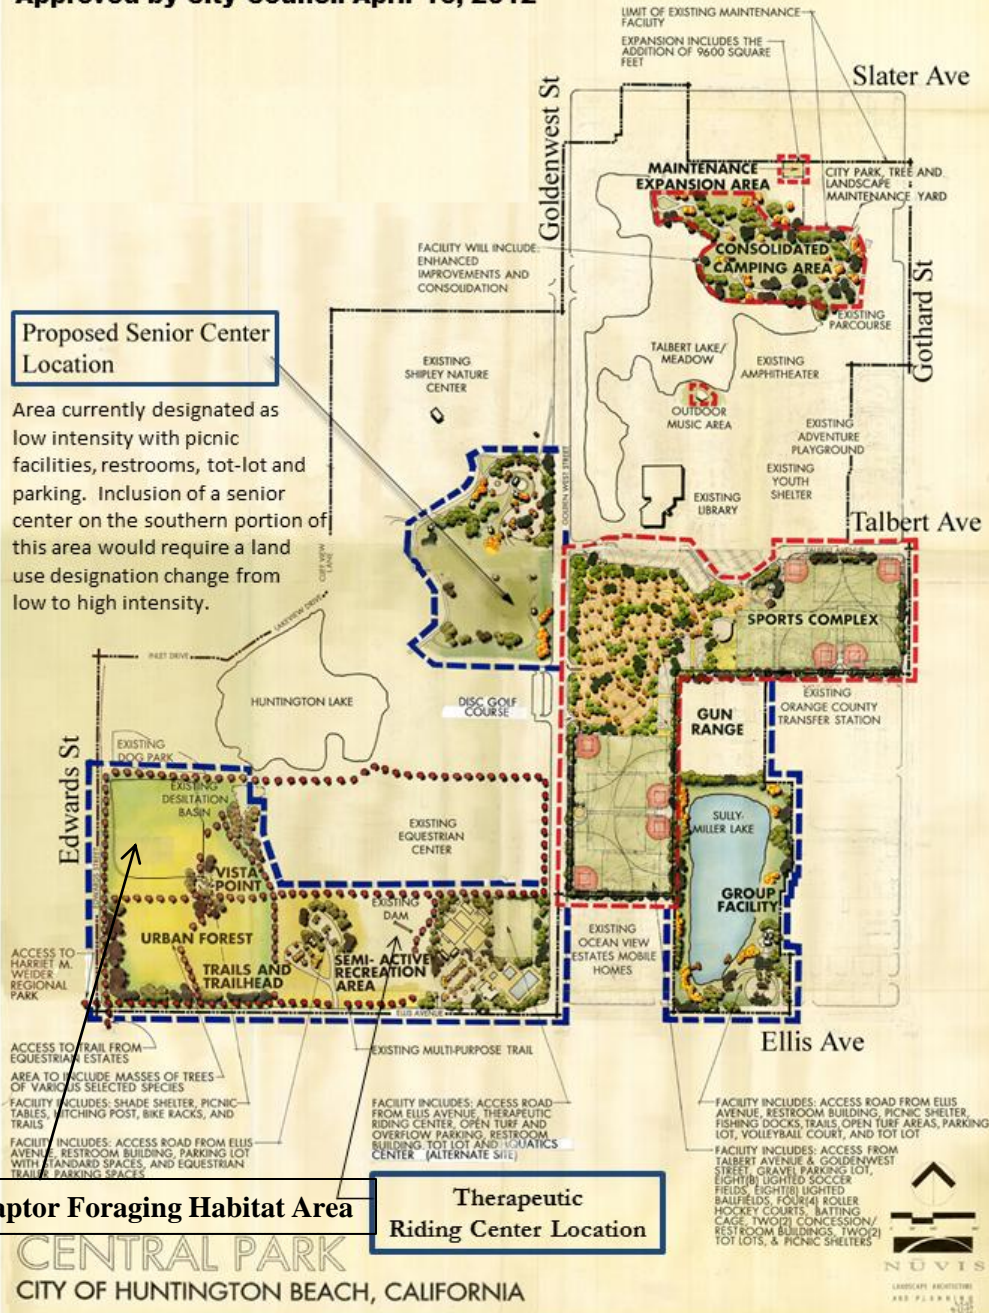 Approved by City Council April 16, 2012
LIMIT OF EXISTING MAINTENANCE
FACILITY
EXPANSION INCLUDES THE
ADDITION OF 9600 SQUARE
FEET
Slater Ave
Goldenwest St
MAINTENANCE
EXPANSION AREA
CITY PARK, TREE AND
LANDSCAPE
MAINTENANCE YARD
FACILITY WILL INCLUDE
ENHANCED
IMPROVEMENTS AND
CONSOLIDATION
CONSOLIDATED
CAMPING AREA
Gothard St
EXISTING
PARCOURSE
Proposed Senior Center
Location
EXISTING
SHIPLEY NATURE
CENTER
TALBERT LAKE/
MEADOW
EXISTING
AMPHITHEATER
OUTDOOR
MUSIC AREA
Area currently designated as
low intensity with picnic
facilities, restrooms, tot-lot and
parking. Inclusion of a senior
center on the southern portion of
this area would require a land
use designation change from
low to high intensity.
EXISTING
ADVENTURE
PLAYGROUND
EXISTING
YOUTH
SHELTER
GOLDEN WEST STREET
EXISTING
LIBRARY
Talbert Ave
LAKEVIEW DRIVE
INLET DRIVE
SPORTS COMPLEX
HUNTINGTON LAKE
DISC GOLF
COURSE
GUN
RANGE
EXISTING
ORANGE COUNTY
TRANSFER STATION
Edwards St
EXISTING
DOG PARK
EXISTING
DESILTATION
BASIN
EXISTING
EQUESTRIAN
CENTER
SULLY-
MILLER LAKE
VISTA
POINT
GROUP
FACILITY
EXISTING
DAM
URBAN FOREST
TRAILS AND
TRAILHEAD
SEMI- ACTIVE
RECREATION
AREA
EXISTING
OCEAN VIEW
ESTATES MOBILE
HOMES
ACCESS TO
HARRIET M.
WEIDER
REGIONAL
PARK
ELLIS AVENUE
Ellis Ave
ACCESS TO TRAIL FROM
EQUESTRIAN ESTATES
AREA TO INCLUDE MASSES OF TREES
OF VARIOUS SELECTED SPECIES
FACILITY INCLUDES: SHADE SHELTER, PICNIC
TABLES, HITCHING POST, BIKE RACKS, AND
TRAILS
FACILITY INCLUDES: ACCESS ROAD FROM ELLIS
AVENUE, RESTROOM BUILDING, PARKING LOT
WITH STANDARD SPACES, AND EQUESTRIAN
TRAILER PARKING SPACES
EXISTING MULTI-PURPOSE TRAIL
FACILITY INCLUDES: ACCESS ROAD
FROM ELLIS AVENUE, THERAPEUTIC
RIDING CENTER, OPEN TURF AND
OVERFLOW PARKING, RESTROOM
BUILDING, TOT LOT AND AQUATICS
CENTER (ALTERNATE SITE)
FACILITY INCLUDES: ACCESS ROAD FROM ELLIS
AVENUE, RESTROOM BUILDING, PICNIC SHELTER,
FISHING DOCKS, TRAILS, OPEN TURF AREAS, PARKING
LOT, VOLLEYBALL COURT, AND TOT LOT
FACILITY INCLUDES: ACCESS FROM
TALBERT AVENUE & GOLDENWEST
STREET, GRAVEL PARKING LOT,
EIGHT(8) LIGHTED SOCCER
FIELDS, EIGHT(8) LIGHTED
BALLFIELDS, FOUR(4) ROLLER
HOCKEY COURTS, BATTING
CAGE, TWO(2) CONCESSION/
RESTROOM BUILDINGS, TWO(2)
TOT LOTS, & PICNIC SHELTERS
aptor Foraging Habitat Area
Therapeutic
Riding Center Location
CENTRAL PARK
CITY OF HUNTINGTON BEACH, CALIFORNIA
NUVIS
LANDSCAPE ARCHITECTURE
AND PLANNING